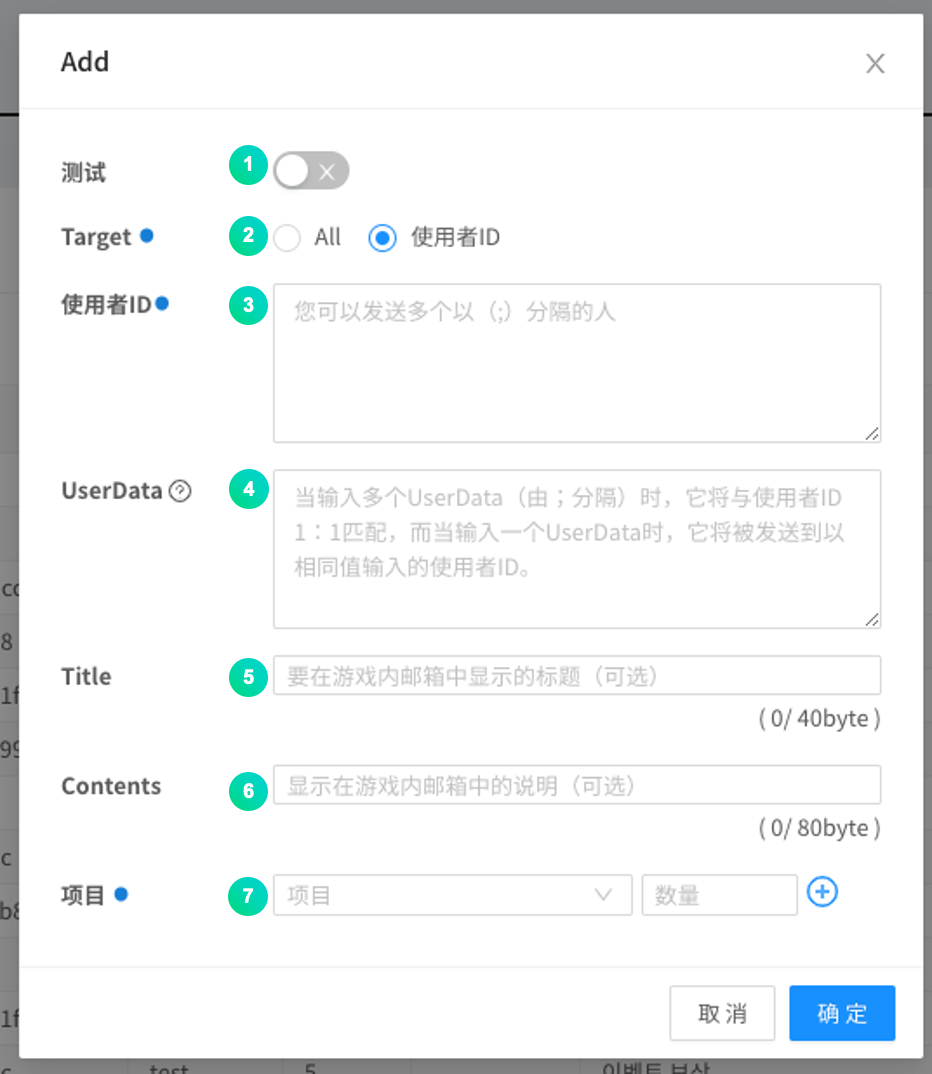 Add
测试 1
Target 2 All 使用者ID
使用者ID 3 您可以发送多个以（;）分隔的人
UserData ? 4 当输入多个UserData（由；分隔）时，它将与使用者ID
1：1匹配，而当输入一个UserData时，它将被发送到以
相同值输入的使用者ID。
Title 5 要在游戏内邮箱中显示的标题（可选）
( 0/ 40byte )
Contents 6 显示在游戏内邮箱中的说明（可选）
( 0/ 80byte )
项目 7 项目 数量
取 消 确 定
test 5 이벤트 보상